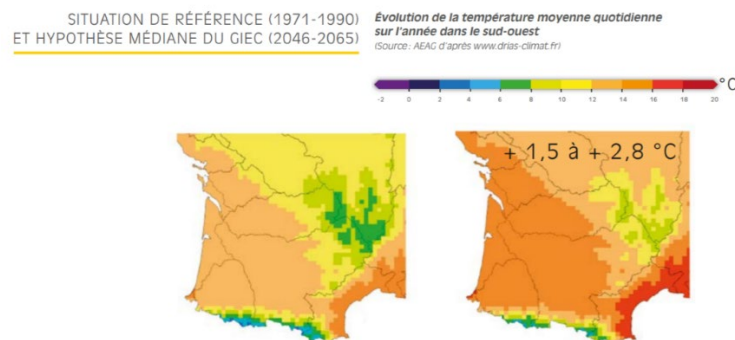 SITUATION DE RÉFÉRENCE (1971-1990)
ET HYPOTHÈSE MÉDIANE DU GIEC (2046-2065)
Évolution de la température moyenne quotidienne
sur l'année dans le sud-ouest
(Source : AEAG d'après www.drias-climat.fr)
°C
-2 0 2 4 6 8 10 12 14 16 18 20
+ 1,5 à + 2,8 °C